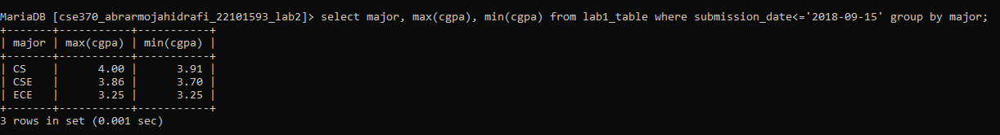 MariaDB [cse370_abrarmojahidrafi_22101593_lab2]> select major, max(cgpa), min(cgpa) from lab1_table where submission_date<='2018-09-15' group by major;
+-------+-----------+-----------+
| major | max(cgpa) | min(cgpa) |
+-------+-----------+-----------+
| CS    |      4.00 |      3.91 |
| CSE   |      3.86 |      3.70 |
| ECE   |      3.25 |      3.25 |
+-------+-----------+-----------+
3 rows in set (0.001 sec)